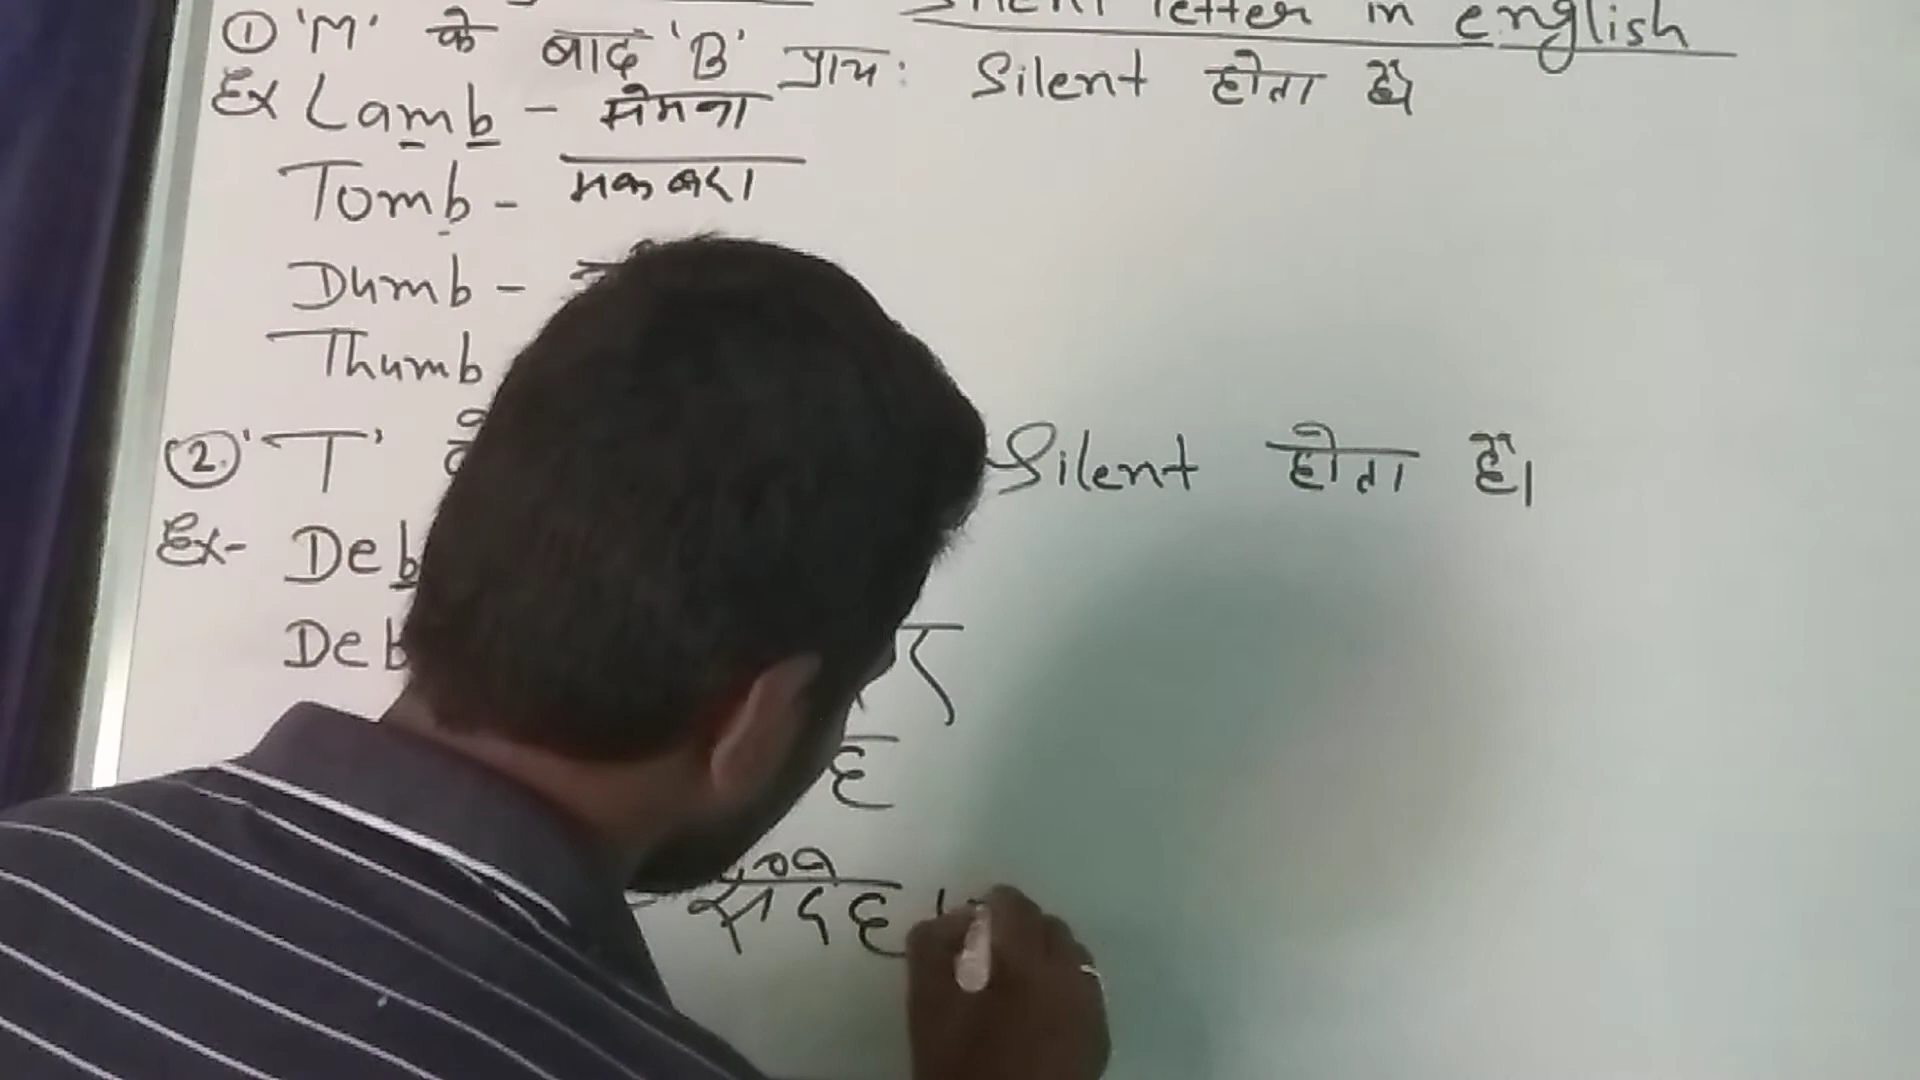 Silent letter in english
① 'M' के बाद 'B' प्राय: Silent होता है
Ex Lamb - मेमना
Tomb - मकबरा
Dumb -
Thumb
② 'T' Silent होता है।
Ex- Deb
Deb
संदेह